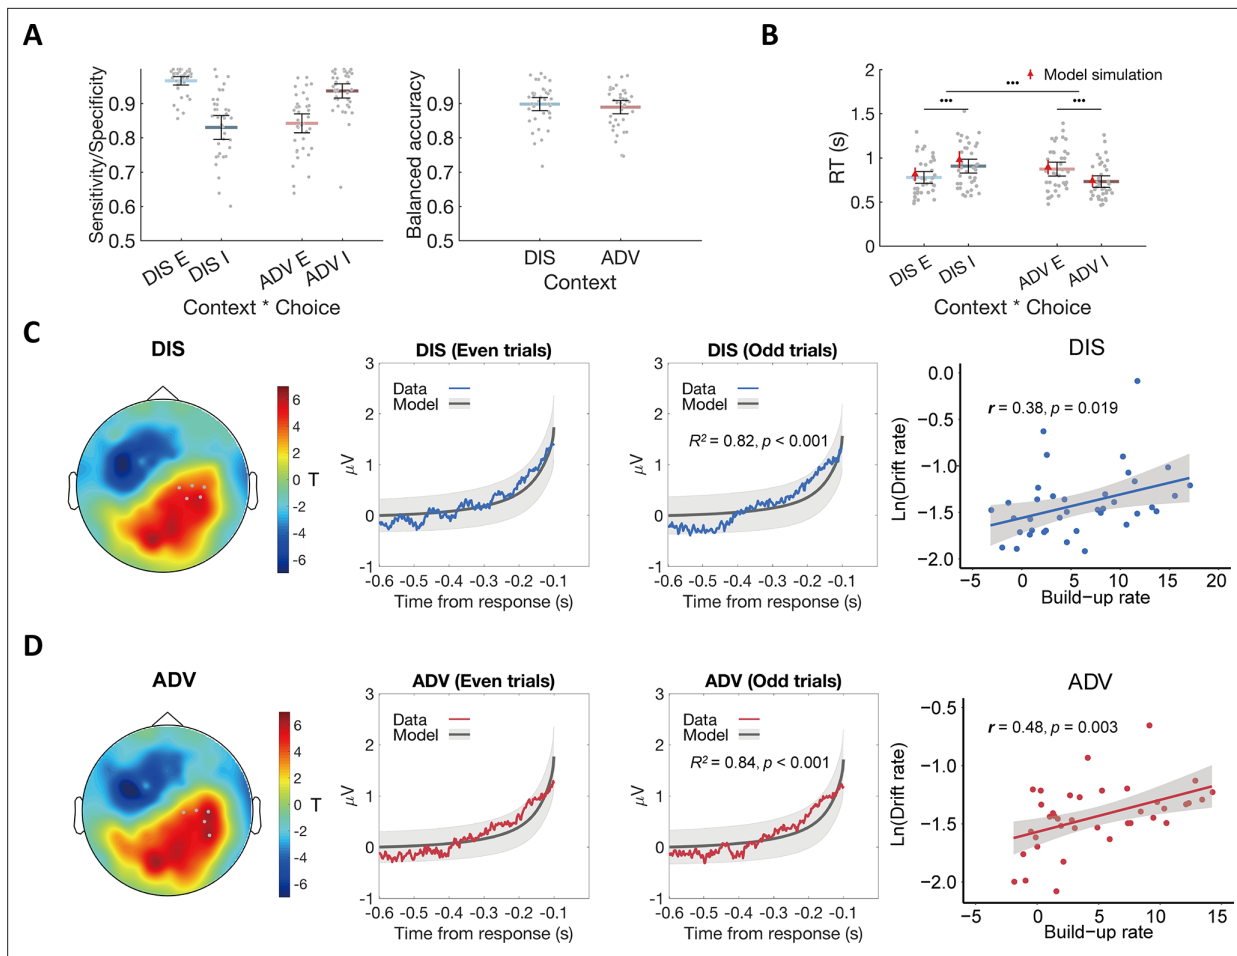 A
Sensitivity/Specificity
0.9
0.8
0.7
0.6
0.5
DIS E
DIS I
ADV E
ADV I
Context * Choice
Balanced accuracy
0.9
0.8
0.7
0.6
0.5
DIS
ADV
Context
B
Model simulation
RT (s)
2
1.5
1
0.5
0
DIS E
DIS I
ADV E
ADV I
Context * Choice
C
DIS
6
4
2
0
-2
-4
-6
T
DIS (Even trials)
Data
Model
μV
3
2
1
0
-1
-0.6 -0.5 -0.4 -0.3 -0.2 -0.1
Time from response (s)
DIS (Odd trials)
Data
Model
R² = 0.82, p < 0.001
μV
3
2
1
0
-1
-0.6 -0.5 -0.4 -0.3 -0.2 -0.1
Time from response (s)
DIS
r = 0.38, p = 0.019
Ln(Drift rate)
0.0
−0.5
−1.0
−1.5
−2.0
−5 0 5 10 15 20
Build−up rate
D
ADV
6
4
2
0
-2
-4
-6
T
ADV (Even trials)
Data
Model
μV
3
2
1
0
-1
-0.6 -0.5 -0.4 -0.3 -0.2 -0.1
Time from response (s)
ADV (Odd trials)
Data
Model
R² = 0.84, p < 0.001
μV
3
2
1
0
-1
-0.6 -0.5 -0.4 -0.3 -0.2 -0.1
Time from response (s)
ADV
r = 0.48, p = 0.003
Ln(Drift rate)
−0.5
−1.0
−1.5
−2.0
−5 0 5 10 15
Build−up rate